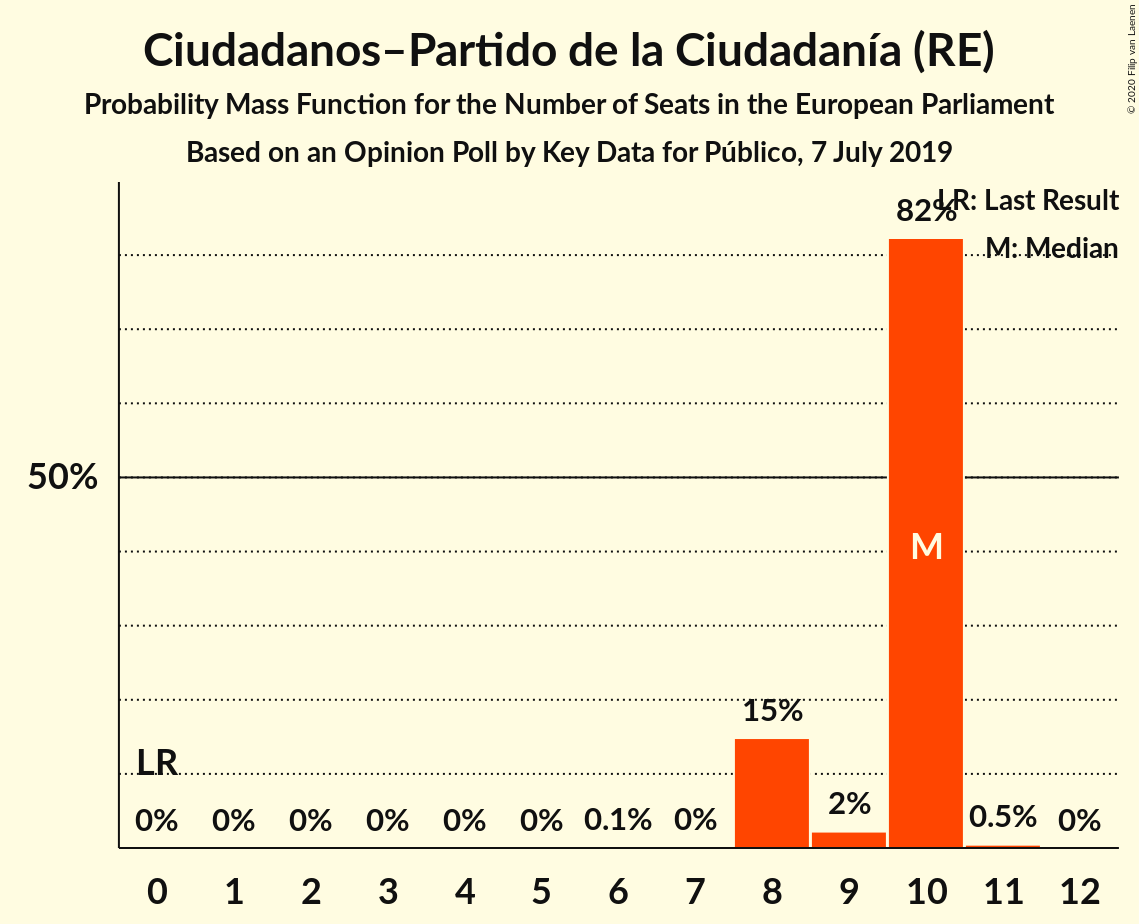 Ciudadanos–Partido de la Ciudadanía (RE)
Probability Mass Function for the Number of Seats in the European Parliament
Based on an Opinion Poll by Key Data for Público, 7 July 2019
© 2020 Filip van Laenen
LR: Last Result
M: Median
82%
50%
M
15%
LR
0% 0% 0% 0% 0% 0% 0.1% 0% 2% 0.5% 0%
0 1 2 3 4 5 6 7 8 9 10 11 12